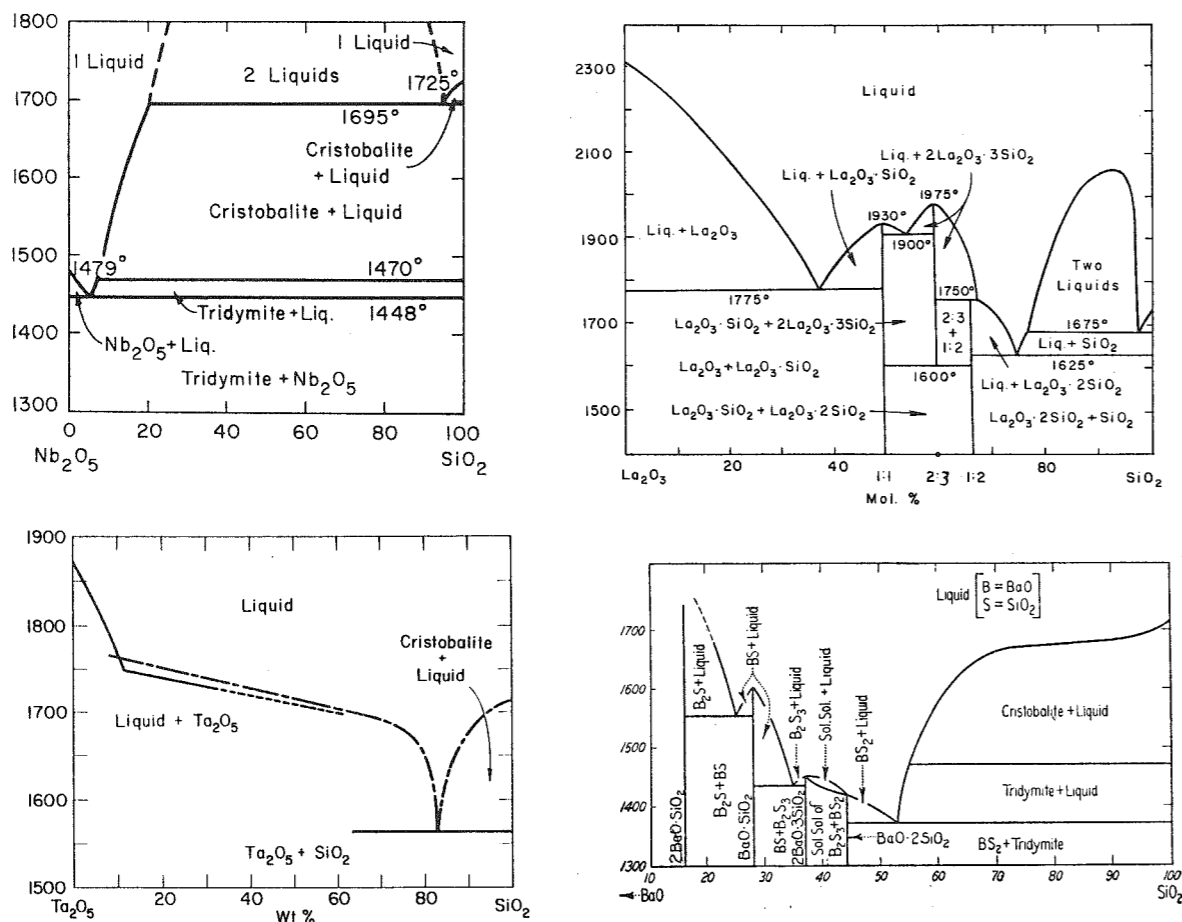 1800
1700
1600
1500
1400
1300
1 Liquid
2 Liquids
1 Liquid
1725°
1695°
Cristobalite
+ Liquid
Cristobalite + Liquid
1479°
1470°
Tridymite + Liq.
1448°
Nb₂O₅ + Liq.
Tridymite + Nb₂O₅
0 20 40 60 80 100
Nb₂O₅ SiO₂
2300
2100
1900
1700
1500
Liquid
Liq. + 2La₂O₃·3SiO₂
Liq. + La₂O₃·SiO₂
1975°
1930°
Liq. + La₂O₃
1900°
Two
Liquids
1775°
1750°
La₂O₃·SiO₂ + 2La₂O₃·3SiO₂
2:3
+
1:2
1675°
Liq. + SiO₂
1625°
La₂O₃ + La₂O₃·SiO₂
1600°
Liq. + La₂O₃·2SiO₂
La₂O₃·SiO₂ + La₂O₃·2SiO₂
La₂O₃·2SiO₂ + SiO₂
La₂O₃ 20 40 1:1 2:3 1:2 80 SiO₂
Mol. %
1900
1800
1700
1600
1500
Liquid
Cristobalite
+
Liquid
Liquid + Ta₂O₅
Ta₂O₅ + SiO₂
0 20 40 60 80 100
Ta₂O₅ Wt % SiO₂
1700
1600
1500
1400
1300
Liquid [B = BaO
S = SiO₂]
B₂S + Liquid
BS + Liquid
B₂S₃ + Liquid
Sol. Sol. + Liquid
BS₂ + Liquid
Cristobalite + Liquid
Tridymite + Liquid
BS₂ + Tridymite
2BaO·SiO₂
B₂S + BS
BaO·SiO₂
BS + B₂S₃
2BaO·3SiO₂
Sol Sol of
B₂S₃ + BS₂
BaO·2SiO₂
10 20 30 40 50 60 70 80 90 100
BaO SiO₂